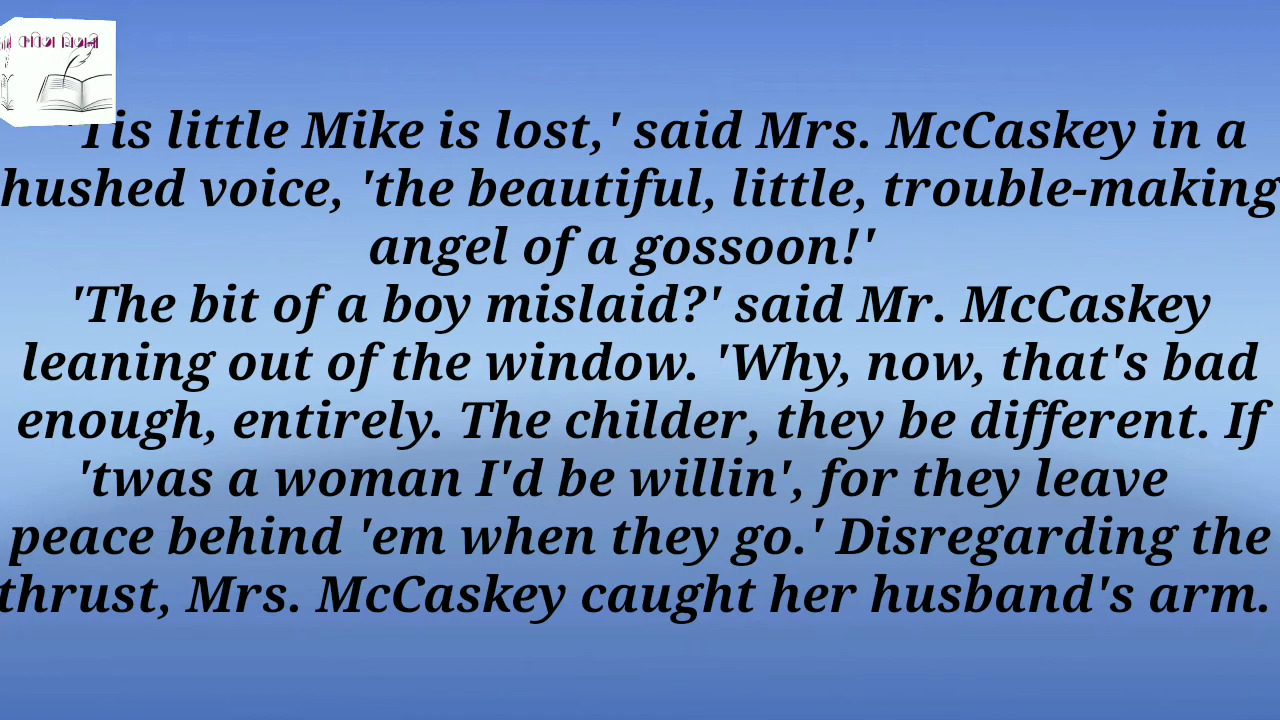 'Tis little Mike is lost,' said Mrs. McCaskey in a
hushed voice, 'the beautiful, little, trouble-making
angel of a gossoon!'
'The bit of a boy mislaid?' said Mr. McCaskey
leaning out of the window. 'Why, now, that's bad
enough, entirely. The childer, they be different. If
'twas a woman I'd be willin', for they leave
peace behind 'em when they go.' Disregarding the
thrust, Mrs. McCaskey caught her husband's arm.